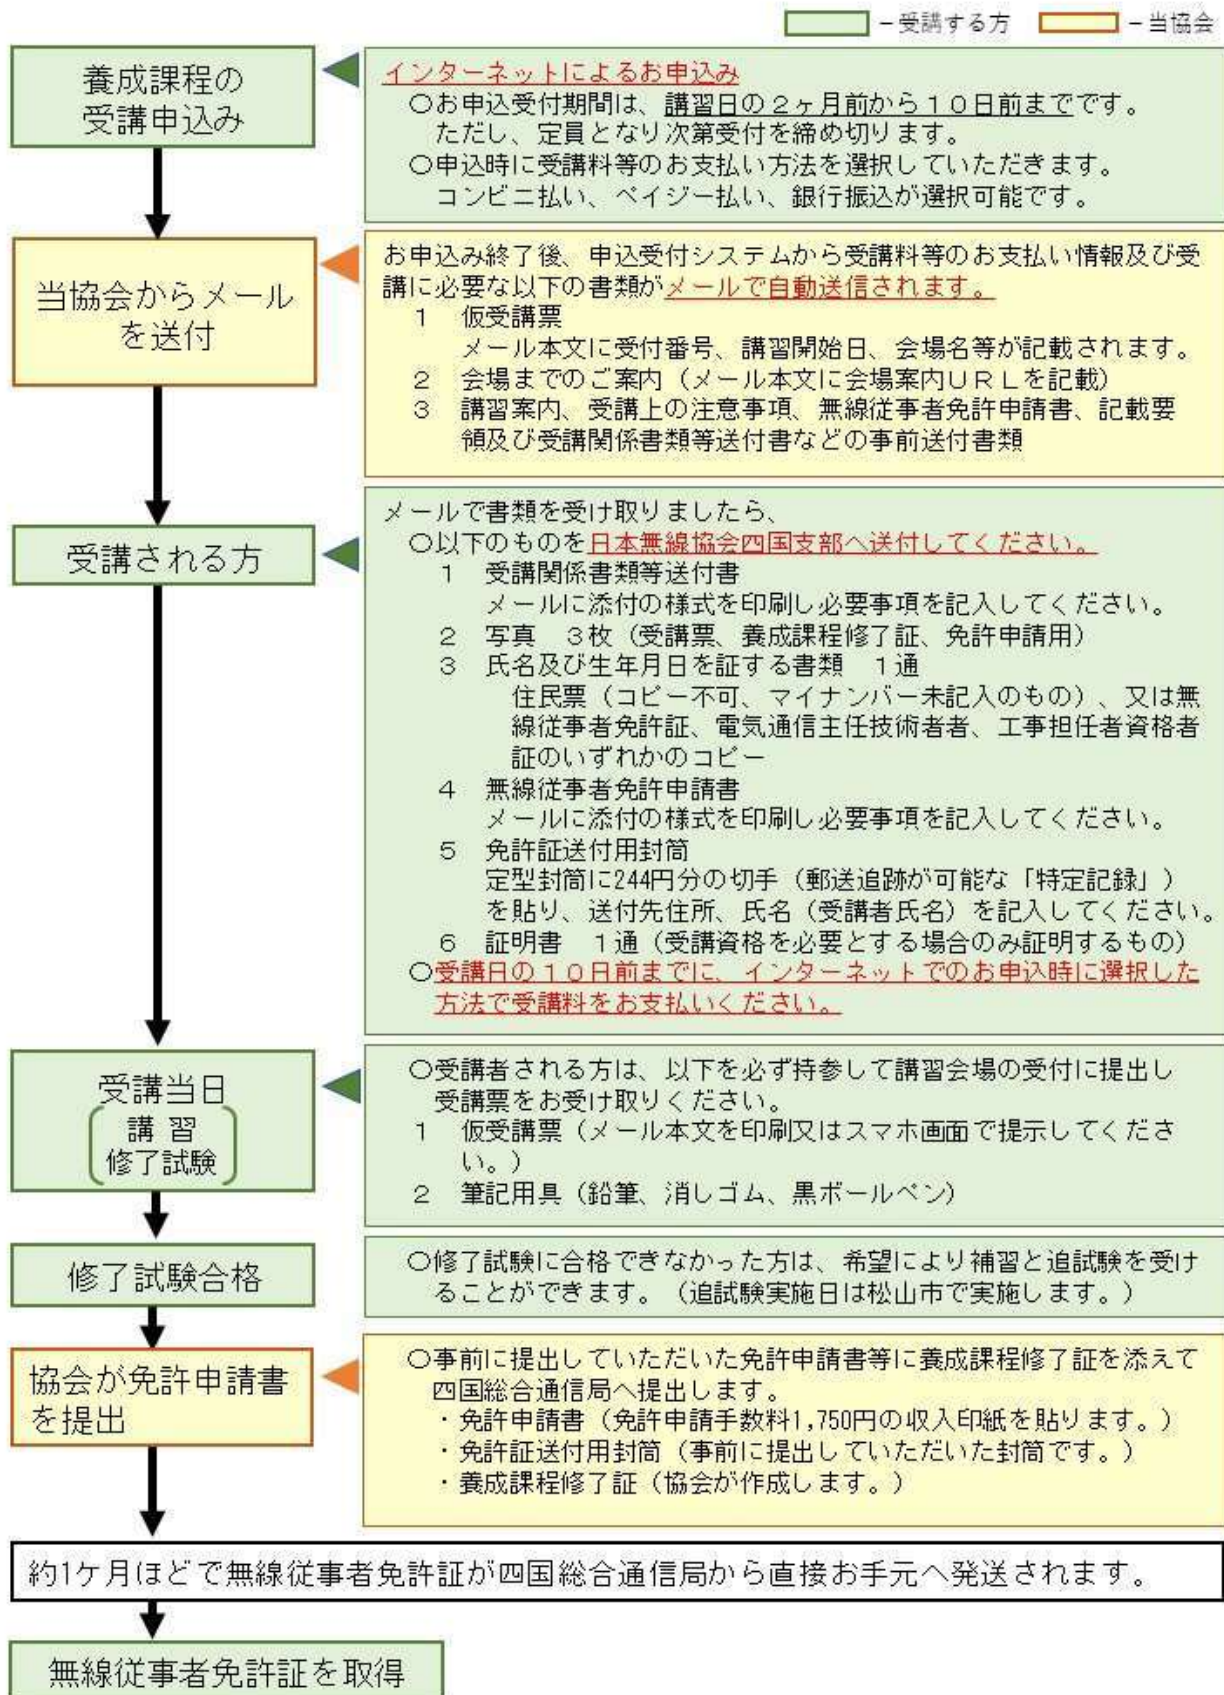 －受講する方　－当協会
養成課程の
受講申込み
インターネットによるお申込み
○お申込受付期間は、講習日の２ヶ月前から１０日前までです。
ただし、定員となり次第受付を締め切ります。
○申込時に受講料等のお支払い方法を選択していただきます。
コンビニ払い、ペイジー払い、銀行振込が選択可能です。
当協会からメール
を送付
お申込み終了後、申込受付システムから受講料等のお支払い情報及び受
講に必要な以下の書類がメールで自動送信されます。
１　仮受講票
メール本文に受付番号、講習開始日、会場名等が記載されます。
２　会場までのご案内（メール本文に会場案内ＵＲＬを記載）
３　講習案内、受講上の注意事項、無線従事者免許申請書、記載要
領及び受講関係書類等送付書などの事前送付書類
受講される方
メールで書類を受け取りましたら、
○以下のものを日本無線協会四国支部へ送付してください。
１　受講関係書類等送付書
メールに添付の様式を印刷し必要事項を記入してください。
２　写真　３枚（受講票、養成課程修了証、免許申請用）
３　氏名及び生年月日を証する書類　１通
住民票（コピー不可、マイナンバー未記入のもの）、又は無
線従事者免許証、電気通信主任技術者者、工事担任者資格者
証のいずれかのコピー
４　無線従事者免許申請書
メールに添付の様式を印刷し必要事項を記入してください。
５　免許証送付用封筒
定型封筒に244円分の切手（郵送追跡が可能な「特定記録」）
を貼り、送付先住所、氏名（受講者氏名）を記入してください。
６　証明書　１通（受講資格を必要とする場合のみ証明するもの）
○受講日の１０日前までに、インターネットでのお申込時に選択した
方法で受講料をお支払いください。
受講当日
講 習
修了試験
○受講者される方は、以下を必ず持参して講習会場の受付に提出し
受講票をお受け取りください。
１　仮受講票（メール本文を印刷又はスマホ画面で提示してくださ
い。）
２　筆記用具（鉛筆、消しゴム、黒ボールペン）
修了試験合格
○修了試験に合格できなかった方は、希望により補習と追試験を受け
ることができます。（追試験実施日は松山市で実施します。）
協会が免許申請書
を提出
○事前に提出していただいた免許申請書等に養成課程修了証を添えて
四国総合通信局へ提出します。
・免許申請書（免許申請手数料1,750円の収入印紙を貼ります。）
・免許証送付用封筒（事前に提出していただいた封筒です。）
・養成課程修了証（協会が作成します。）
約1ケ月ほどで無線従事者免許証が四国総合通信局から直接お手元へ発送されます。
無線従事者免許証を取得